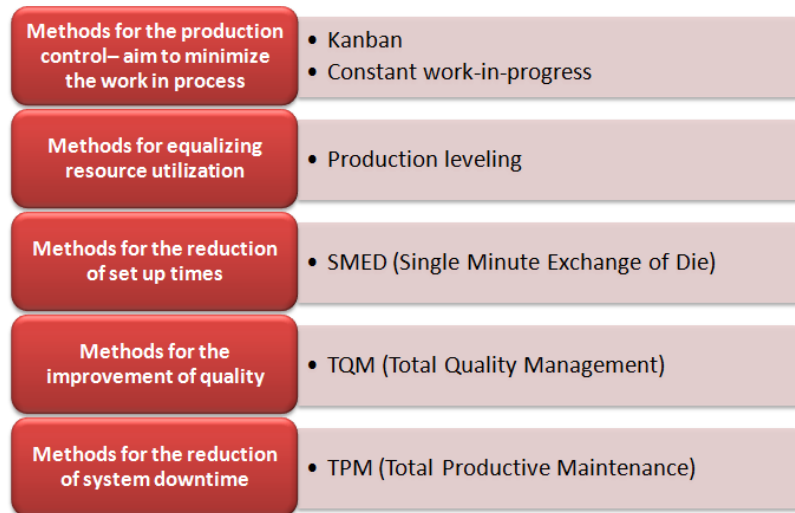 Methods for the production
control– aim to minimize
the work in process
• Kanban
• Constant work-in-progress
Methods for equalizing
resource utilization
• Production leveling
Methods for the reduction
of set up times
• SMED (Single Minute Exchange of Die)
Methods for the
improvement of quality
• TQM (Total Quality Management)
Methods for the reduction
of system downtime
• TPM (Total Productive Maintenance)